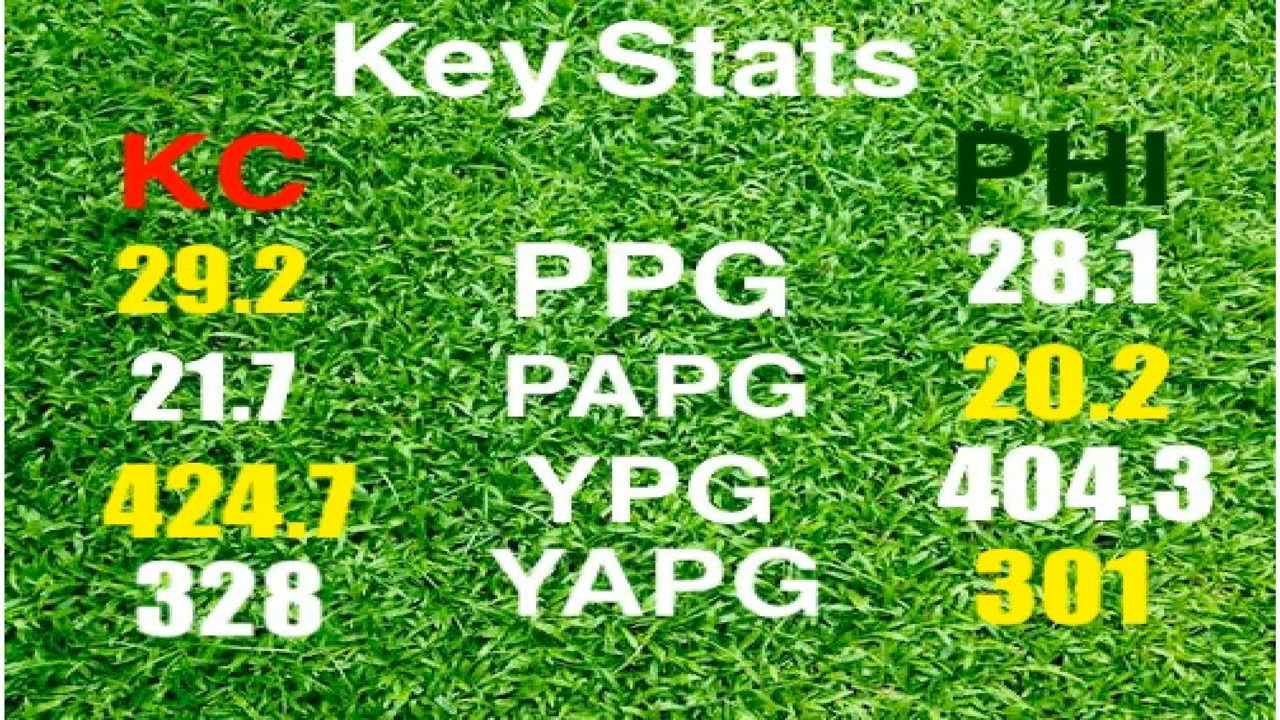 Key Stats
KC PHI
29.2 PPG 28.1
21.7 PAPG 20.2
424.7 YPG 404.3
328 YAPG 301